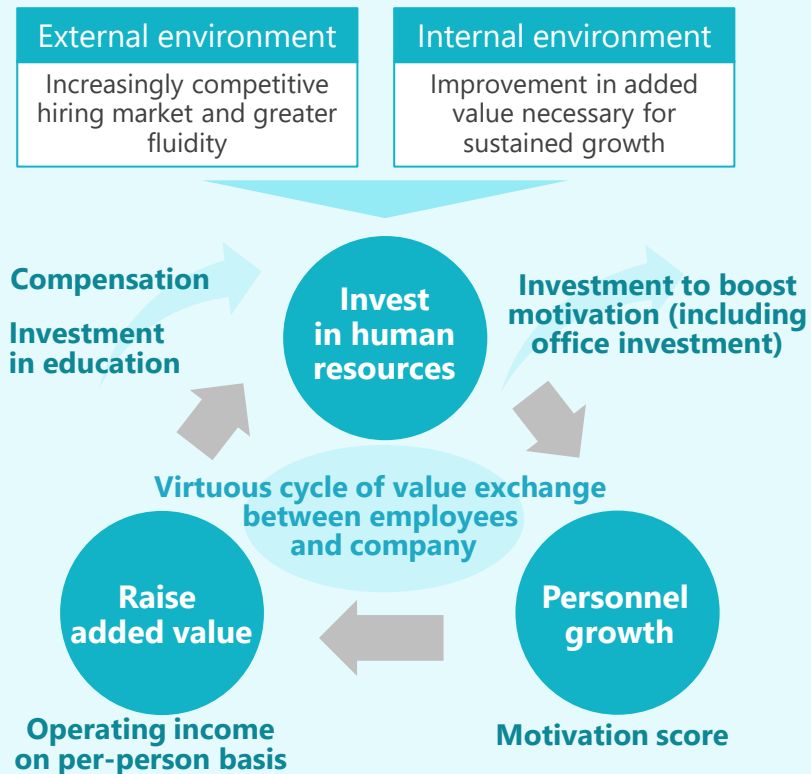 External environment
Increasingly competitive
hiring market and greater
fluidity
Internal environment
Improvement in added
value necessary for
sustained growth
Compensation
Investment
in education
Invest
in human
resources
Investment to boost
motivation (including
office investment)
Virtuous cycle of value exchange
between employees
and company
Raise
added value
Personnel
growth
Operating income
on per-person basis
Motivation score